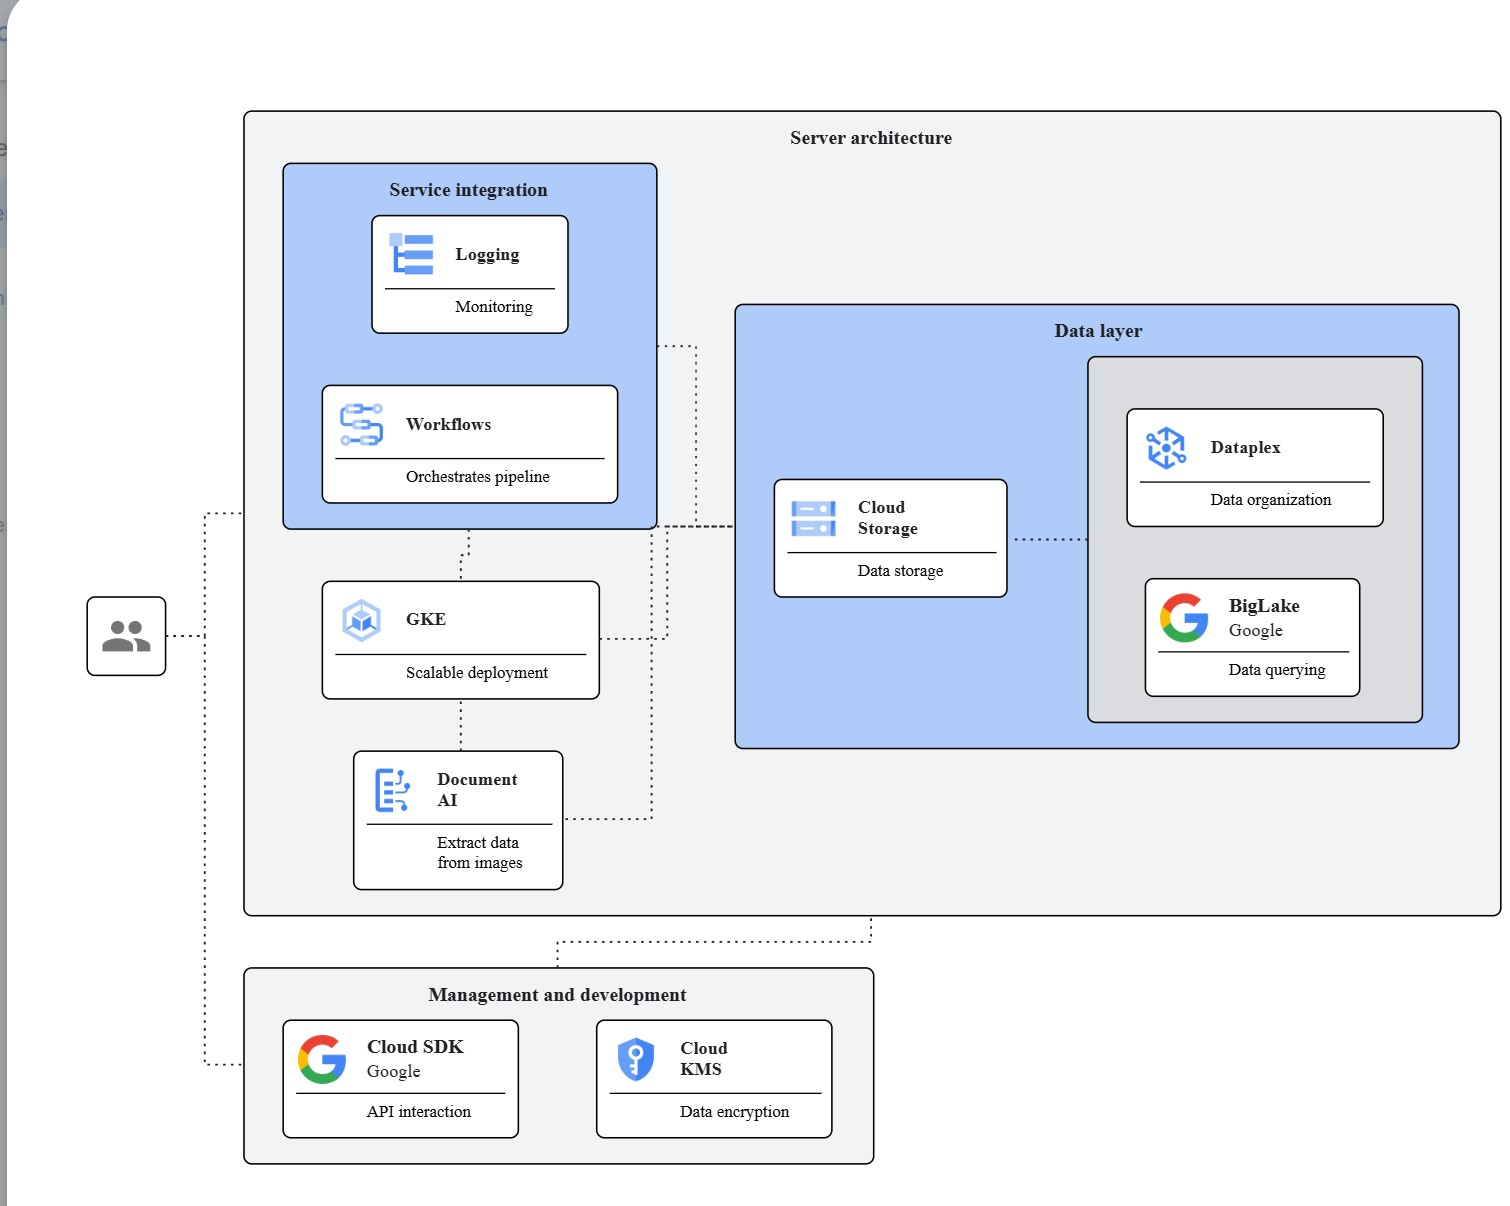 Server architecture
Service integration
Logging
Monitoring
Workflows
Orchestrates pipeline
GKE
Scalable deployment
Document
AI
Extract data
from images
Data layer
Cloud
Storage
Data storage
Dataplex
Data organization
BigLake
Google
Data querying
Management and development
Cloud SDK
Google
API interaction
Cloud
KMS
Data encryption